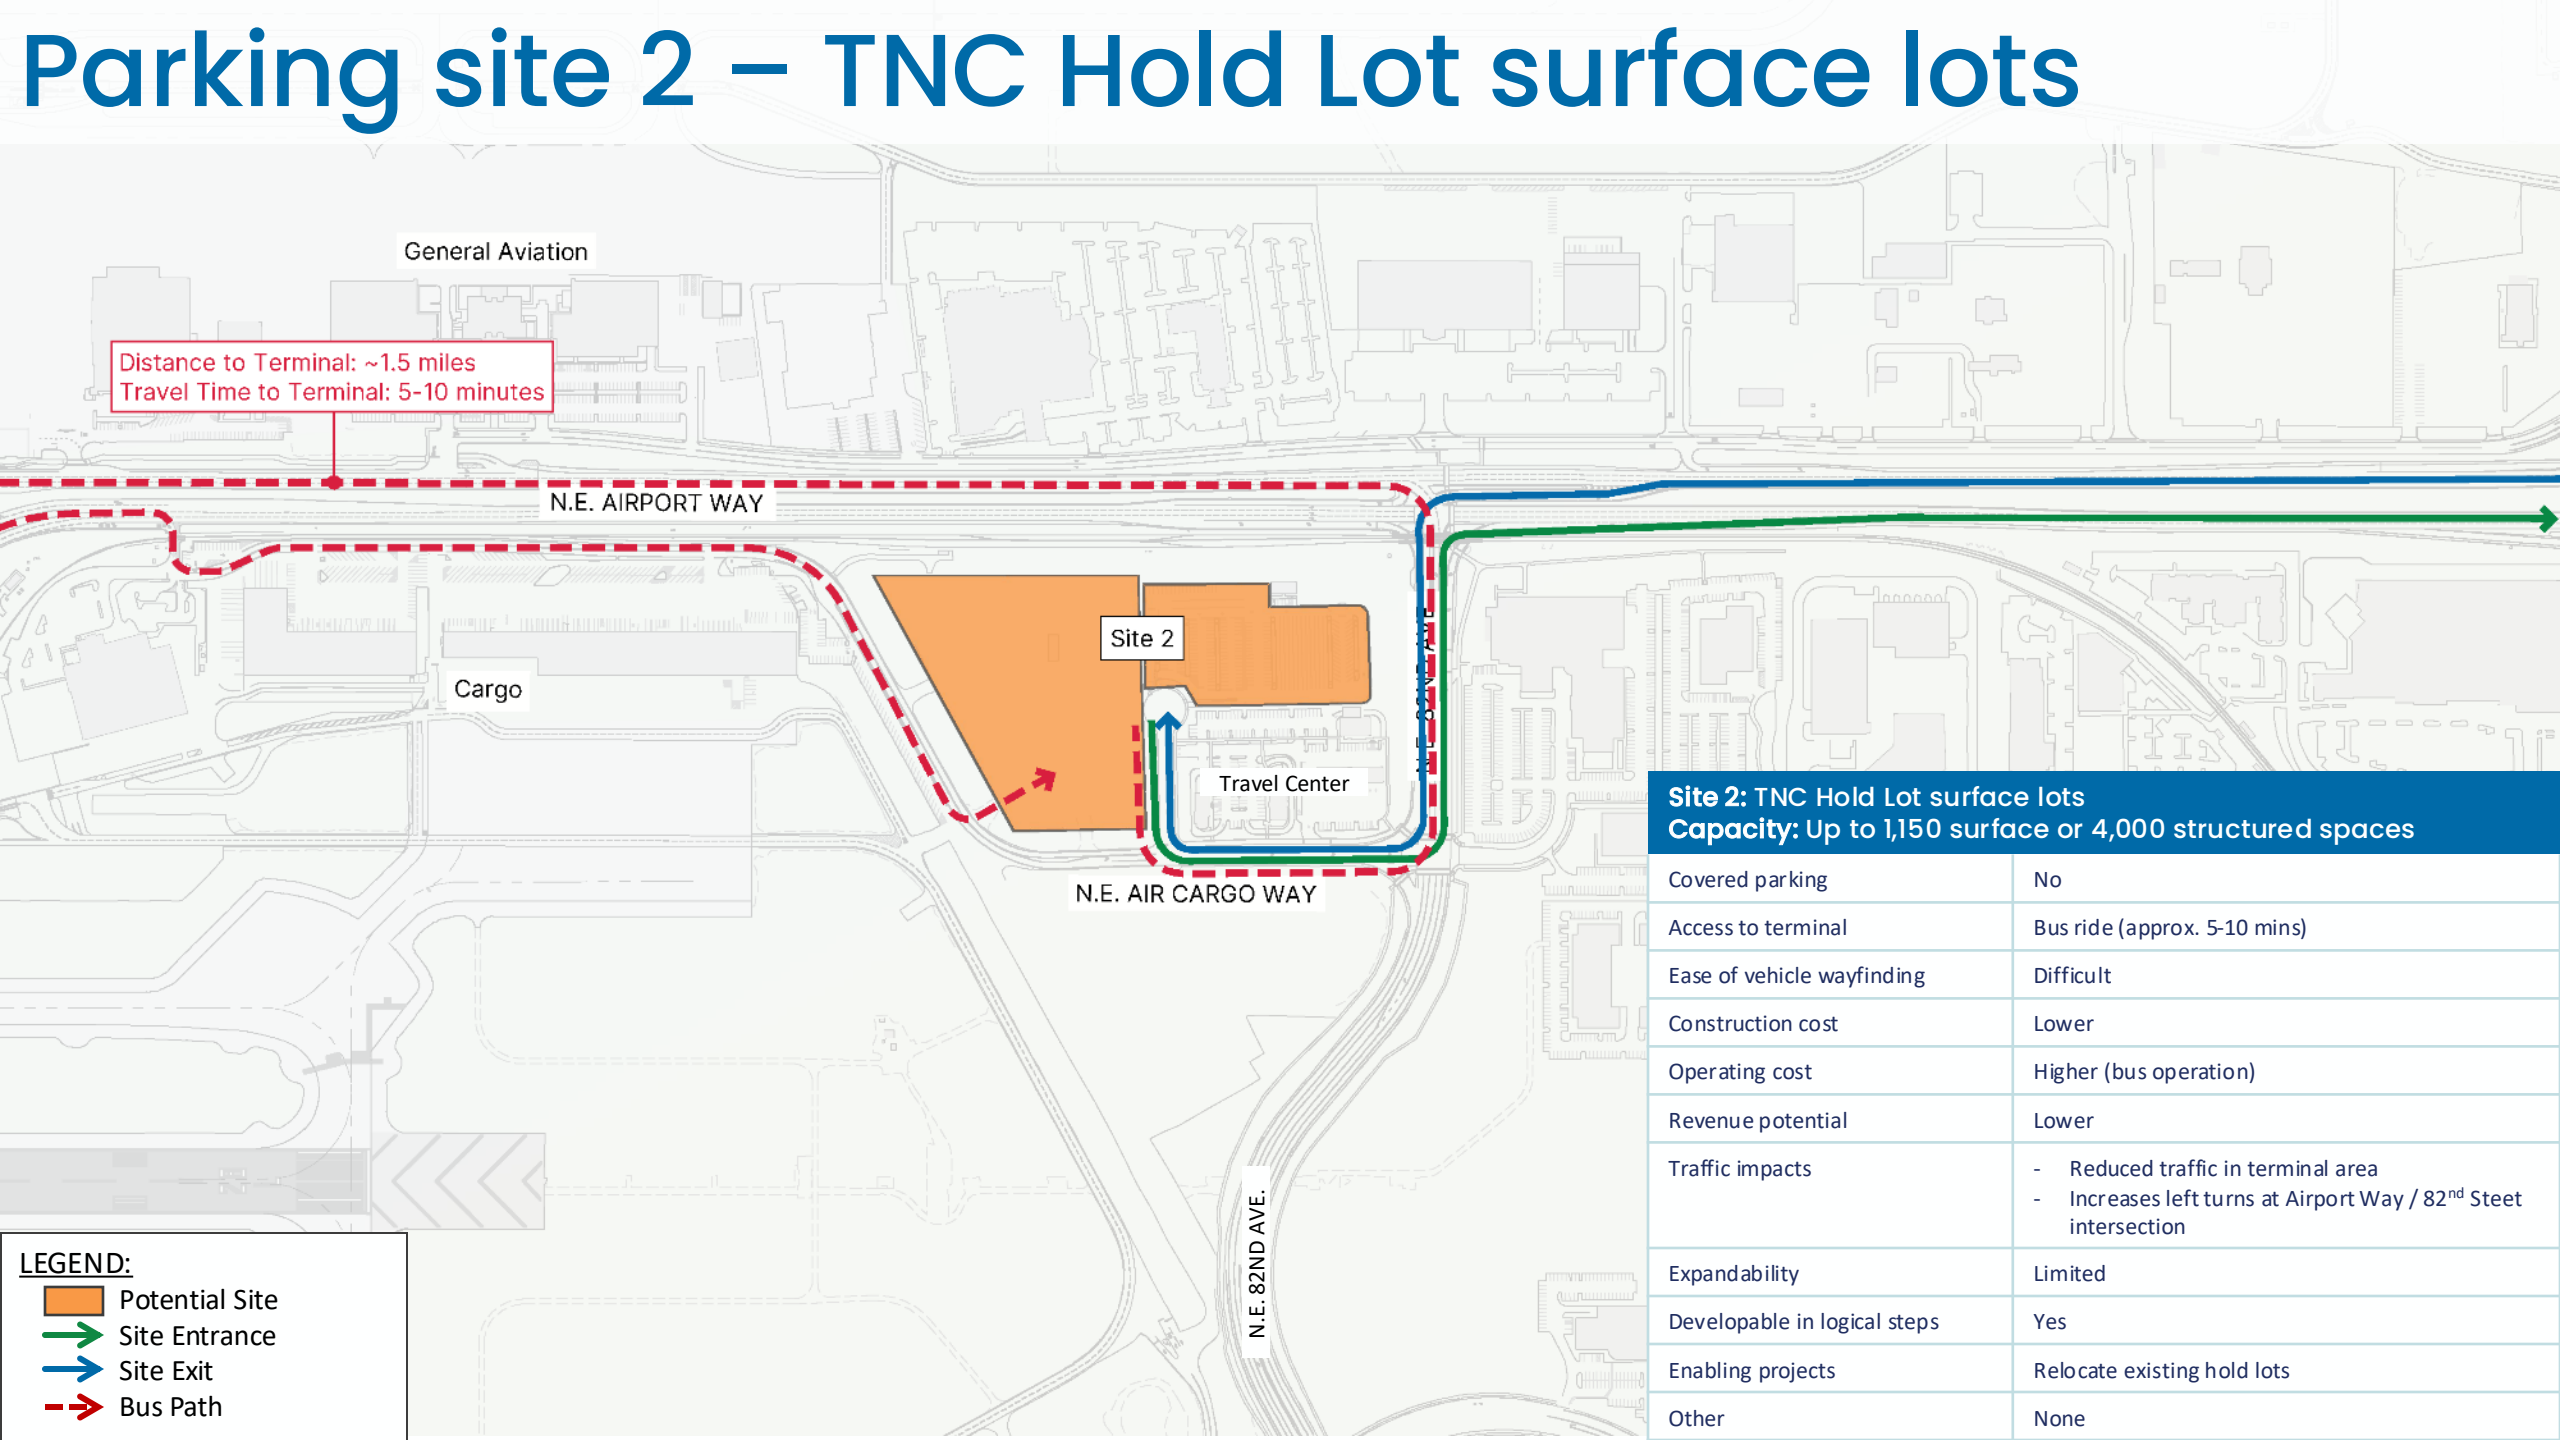 Parking site 2 – TNC Hold Lot surface lots
General Aviation
Distance to Terminal: ~1.5 miles
Travel Time to Terminal: 5-10 minutes
N.E. AIRPORT WAY
Site 2
N.E. 82ND AVE
Cargo
Travel Center
N.E. AIR CARGO WAY
N.E. 82ND AVE.
Site 2: TNC Hold Lot surface lots
Capacity: Up to 1,150 surface or 4,000 structured spaces
Covered parking No
Access to terminal Bus ride (approx. 5-10 mins)
Ease of vehicle wayfinding Difficult
Construction cost Lower
Operating cost Higher (bus operation)
Revenue potential Lower
Traffic impacts - Reduced traffic in terminal area
- Increases left turns at Airport Way / 82nd Steet
intersection
Expandability Limited
Developable in logical steps Yes
Enabling projects Relocate existing hold lots
Other None
LEGEND:
Potential Site
Site Entrance
Site Exit
Bus Path